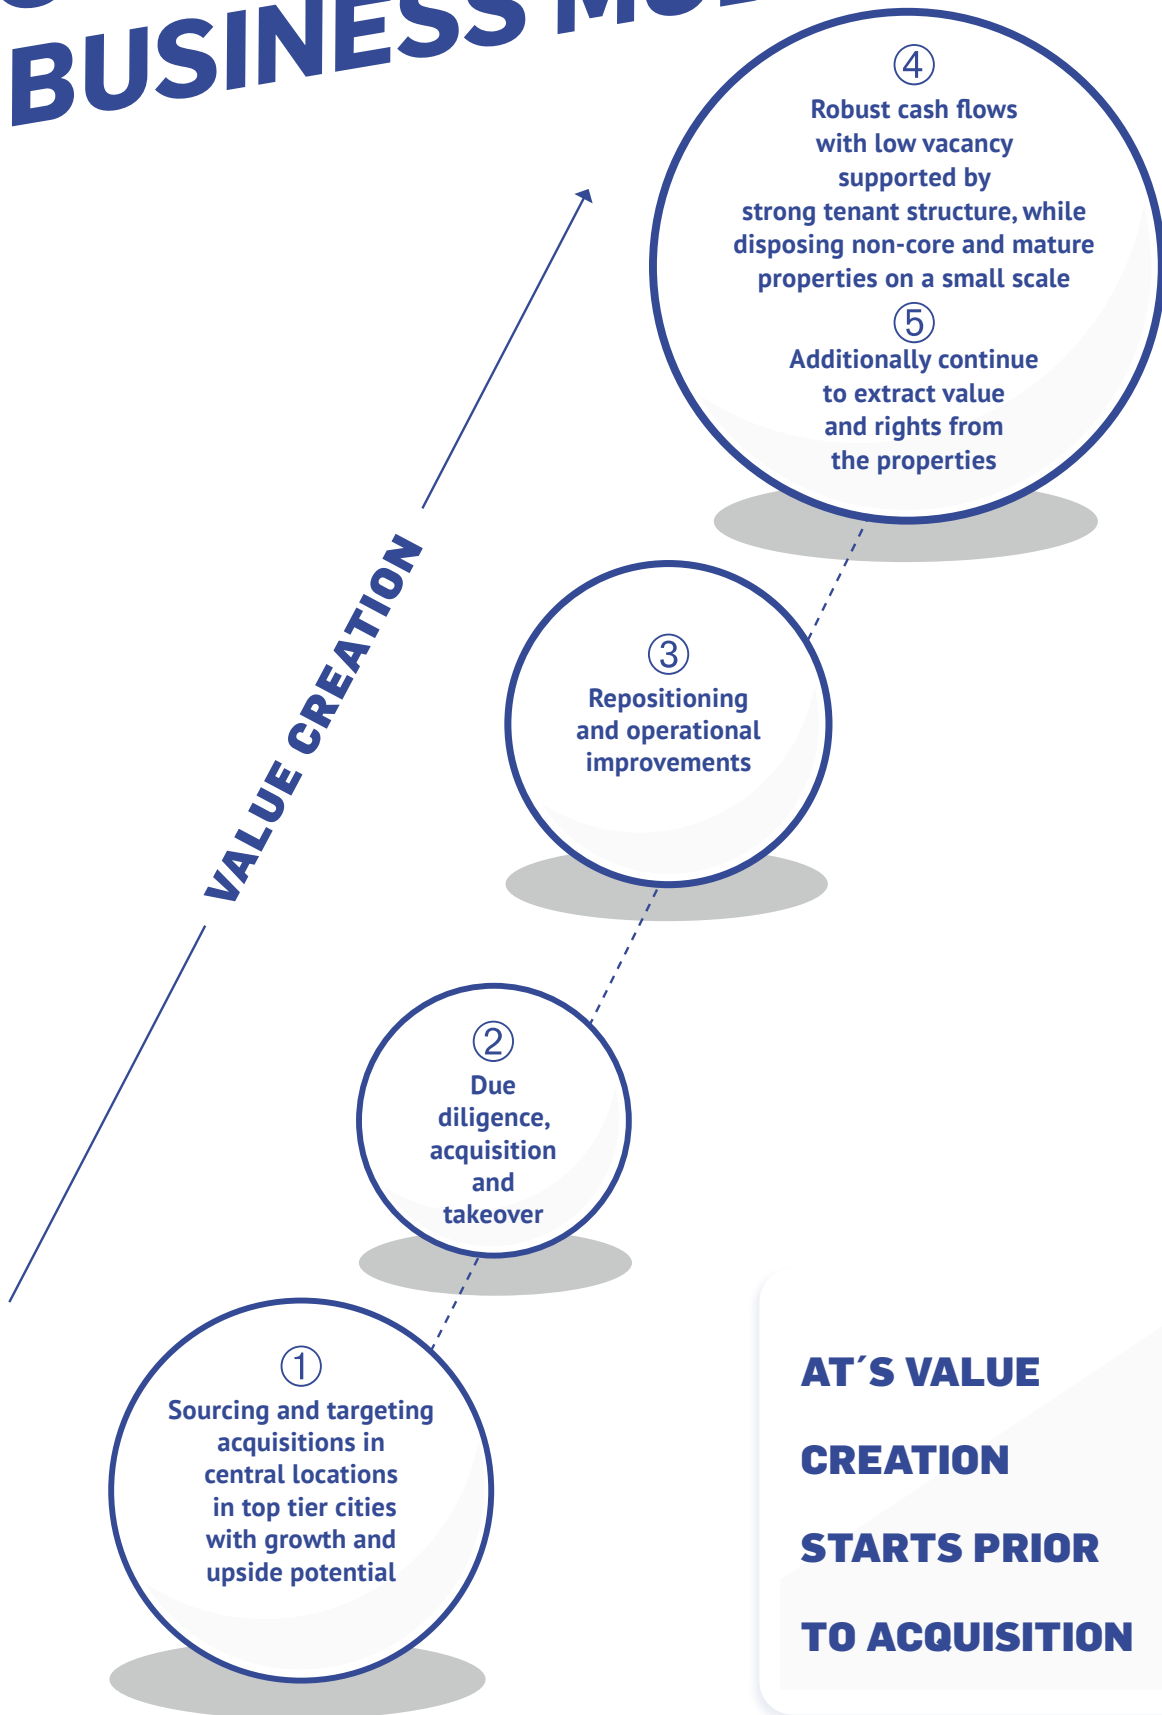 BUSINESS
④
Robust cash flows
with low vacancy
supported by
strong tenant structure, while
disposing non-core and mature
properties on a small scale
⑤
Additionally continue
to extract value
and rights from
the properties
VALUE CREATION
③
Repositioning
and operational
improvements
②
Due
diligence,
acquisition
and
takeover
①
Sourcing and targeting
acquisitions in
central locations
in top tier cities
with growth and
upside potential
AT´S VALUE
CREATION
STARTS PRIOR
TO ACQUISITION